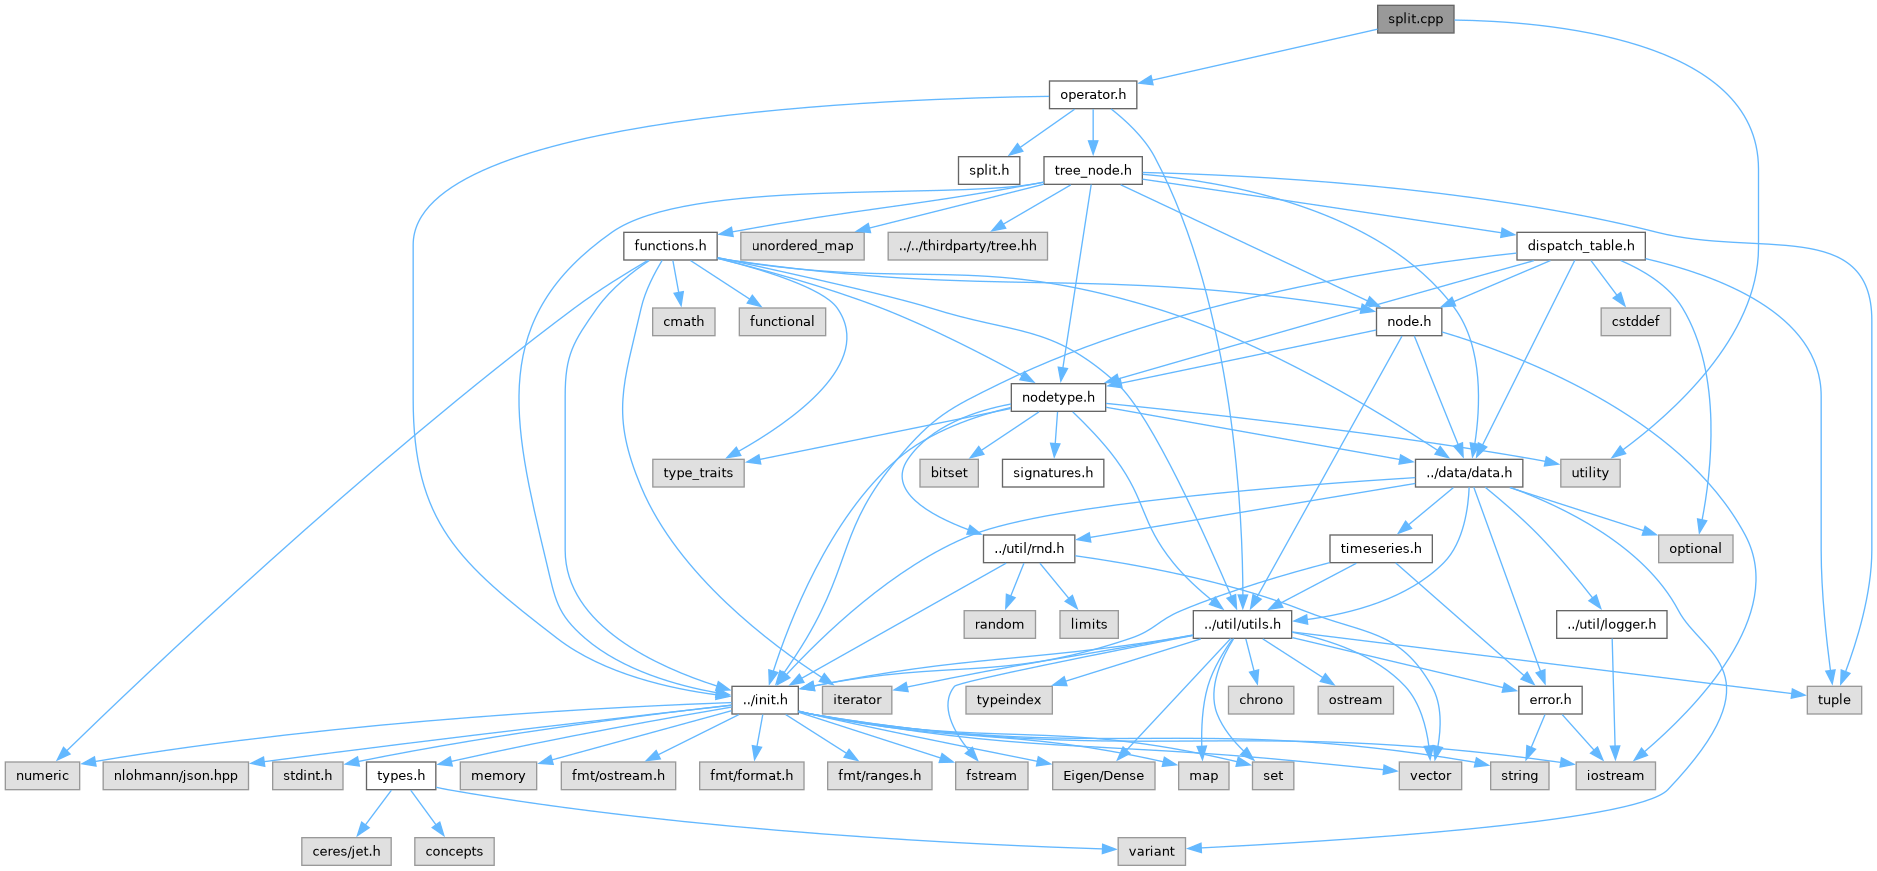 split.cpp
operator.h
split.h
tree_node.h
functions.h
unordered_map
../../thirdparty/tree.hh
dispatch_table.h
cmath
functional
node.h
cstddef
nodetype.h
type_traits
bitset
signatures.h
../data/data.h
utility
../util/rnd.h
timeseries.h
optional
random
limits
../util/utils.h
../util/logger.h
../init.h
iterator
typeindex
chrono
ostream
error.h
tuple
numeric
nlohmann/json.hpp
stdint.h
types.h
memory
fmt/ostream.h
fmt/format.h
fmt/ranges.h
fstream
Eigen/Dense
map
set
vector
string
iostream
ceres/jet.h
concepts
variant